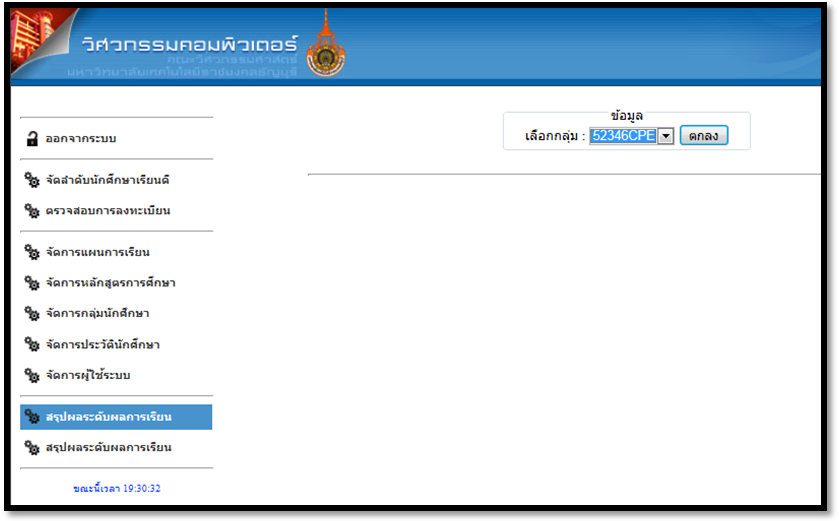 วิศวกรรมคอมพิวเตอร์
คณะวิศวกรรมศาสตร์
มหาวิทยาลัยเทคโนโลยีราชมงคลธัญบุรี
ข้อมูล
เลือกกลุ่ม : 52346CPE ตกลง
ออกจากระบบ
จัดลำดับนักศึกษาเรียนดี
ตรวจสอบการลงทะเบียน
จัดการแผนการเรียน
จัดการหลักสูตรการศึกษา
จัดการกลุ่มนักศึกษา
จัดการประวัตินักศึกษา
จัดการผู้ใช้ระบบ
สรุปผลระดับผลการเรียน
สรุปผลระดับผลการเรียน
ขณะนี้เวลา 19:30:32